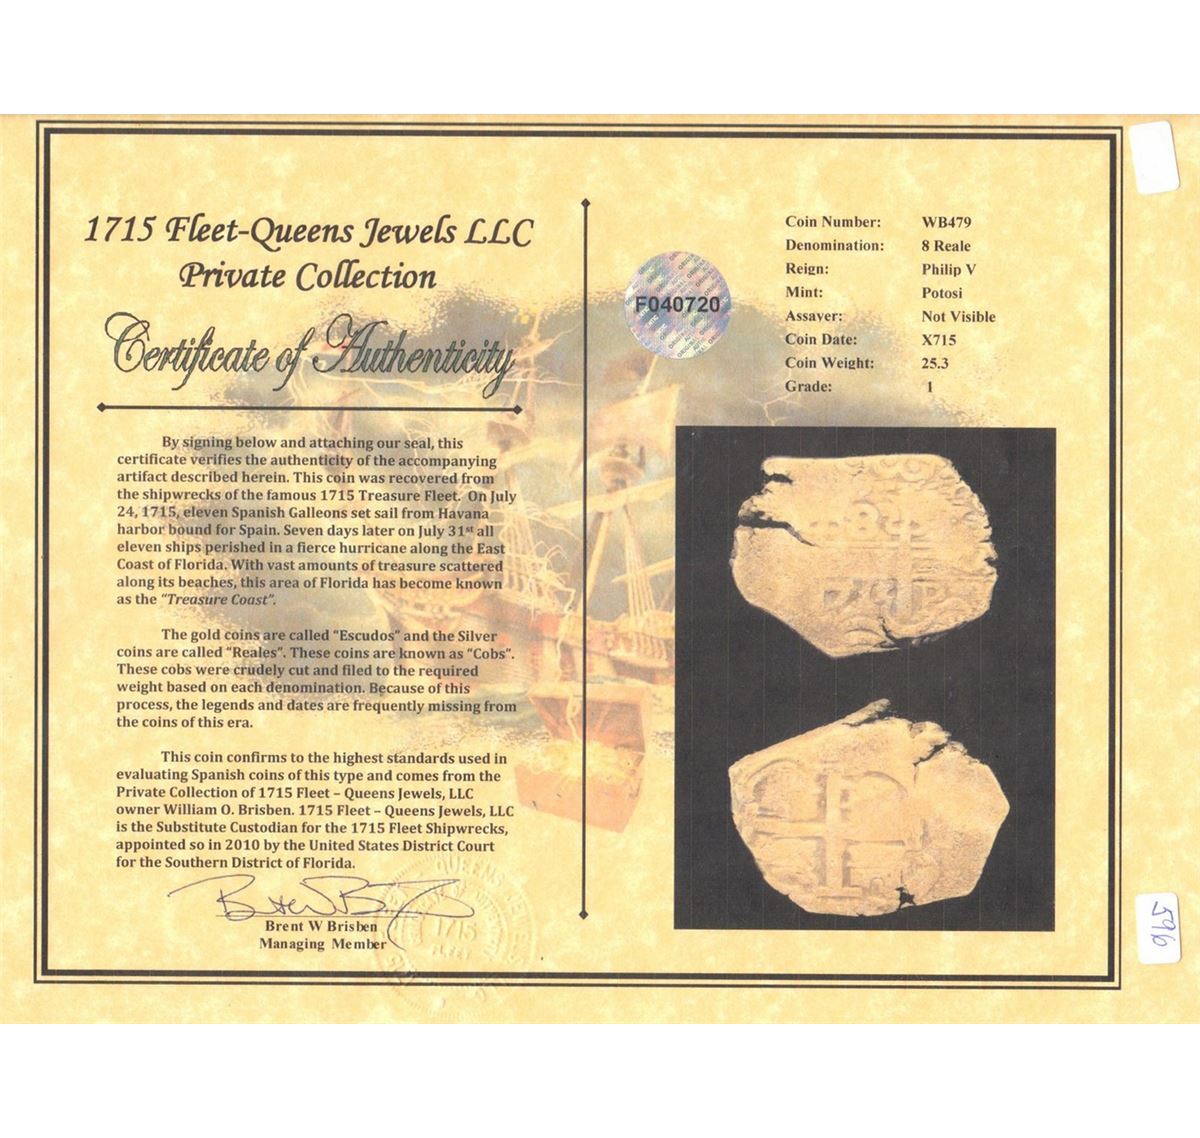 1715 Fleet-Queens Jewels LLC
Private Collection
Certificate of Authenticity
By signing below and attaching our seal, this
certificate verifies the authenticity of the accompanying
artifact described herein. This coin was recovered from
the shipwrecks of the famous 1715 Treasure Fleet. On July
24, 1715, eleven Spanish Galleons set sail from Havana
harbor bound for Spain. Seven days later on July 31st all
eleven ships perished in a fierce hurricane along the East
Coast of Florida. With vast amounts of treasure scattered
along its beaches, this area of Florida has become known
as the "Treasure Coast".
The gold coins are called "Escudos" and the Silver
coins are called "Reales". These coins are known as "Cobs".
These cobs were crudely cut and filed to the required
weight based on each denomination. Because of this
process, the legends and dates are frequently missing from
the coins of this era.
This coin confirms to the highest standards used in
evaluating Spanish coins of this type and comes from the
Private Collection of 1715 Fleet – Queens Jewels, LLC
owner William O. Brisben. 1715 Fleet – Queens Jewels, LLC
is the Substitute Custodian for the 1715 Fleet Shipwrecks,
appointed so in 2010 by the United States District Court
for the Southern District of Florida.
Brent W Brisben
Managing Member
1715
FLEET
F040720
Coin Number: WB479
Denomination: 8 Reale
Reign: Philip V
Mint: Potosi
Assaver: Not Visible
Coin Date: X715
Coin Weight: 25.3
Grade: 1
596